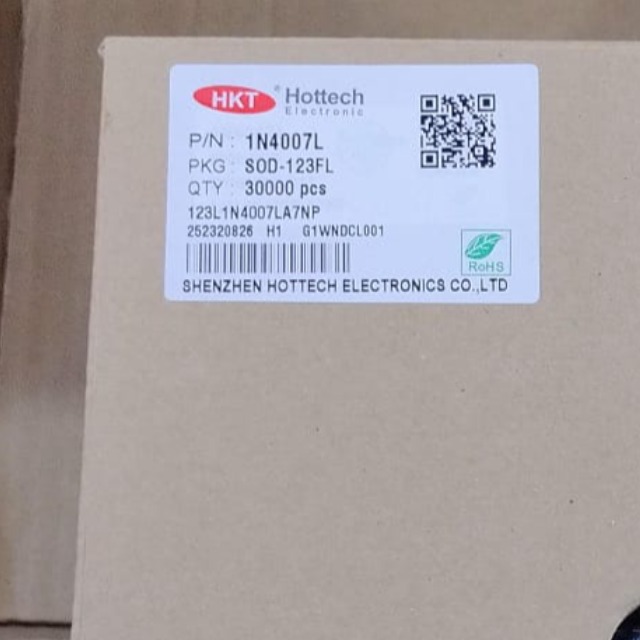 HKT ® Hottech
Electronic
P/N : 1N4007L
PKG : SOD-123FL
QTY : 30000 pcs
123L1N4007LA7NP
252320826 H1 G1WNDCL001
RoHS
SHENZHEN HOTTECH ELECTRONICS CO.,LTD